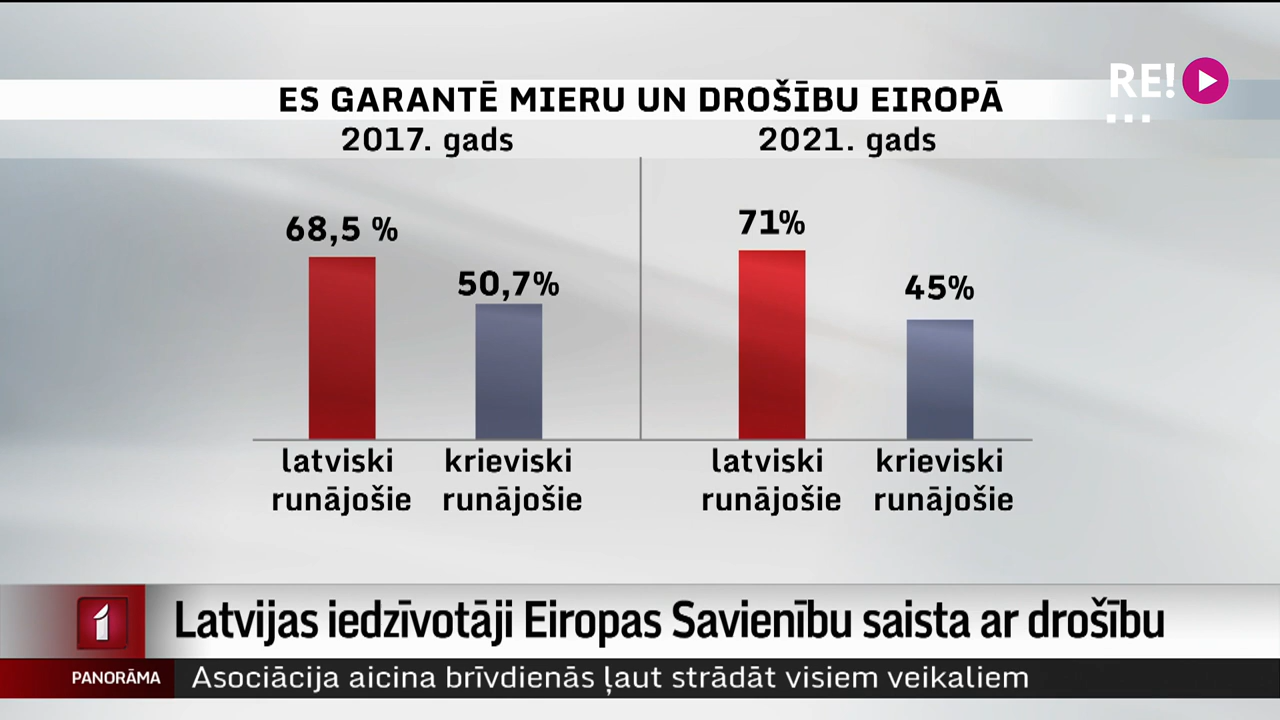 RE!
ES GARANTĒ MIERU UN DROŠĪBU EIROPĀ
2017. gads
2021. gads
68,5 %
50,7%
71%
45%
latviski runājošie
krieviski runājošie
latviski runājošie
krieviski runājošie
1
Latvijas iedzīvotāji Eiropas Savienību saista ar drošību
PANORĀMA
Asociācija aicina brīvdienās ļaut strādāt visiem veikaliem